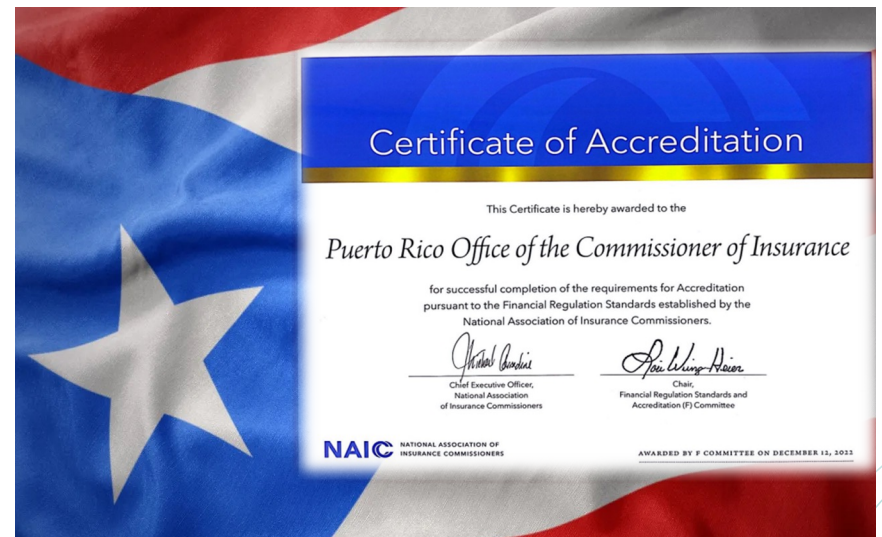 Certificate of Accreditation
This Certificate is hereby awarded to the
Puerto Rico Office of the Commissioner of Insurance
for successful completion of the requirements for Accreditation
pursuant to the Financial Regulation Standards established by the
National Association of Insurance Commissioners.
Chief Executive Officer,
National Association
of Insurance Commissioners
Chair,
Financial Regulation Standards and
Accreditation (F) Committee
NAIC
NATIONAL ASSOCIATION OF
INSURANCE COMMISSIONERS
AWARDED BY F COMMITTEE ON DECEMBER 12, 2022